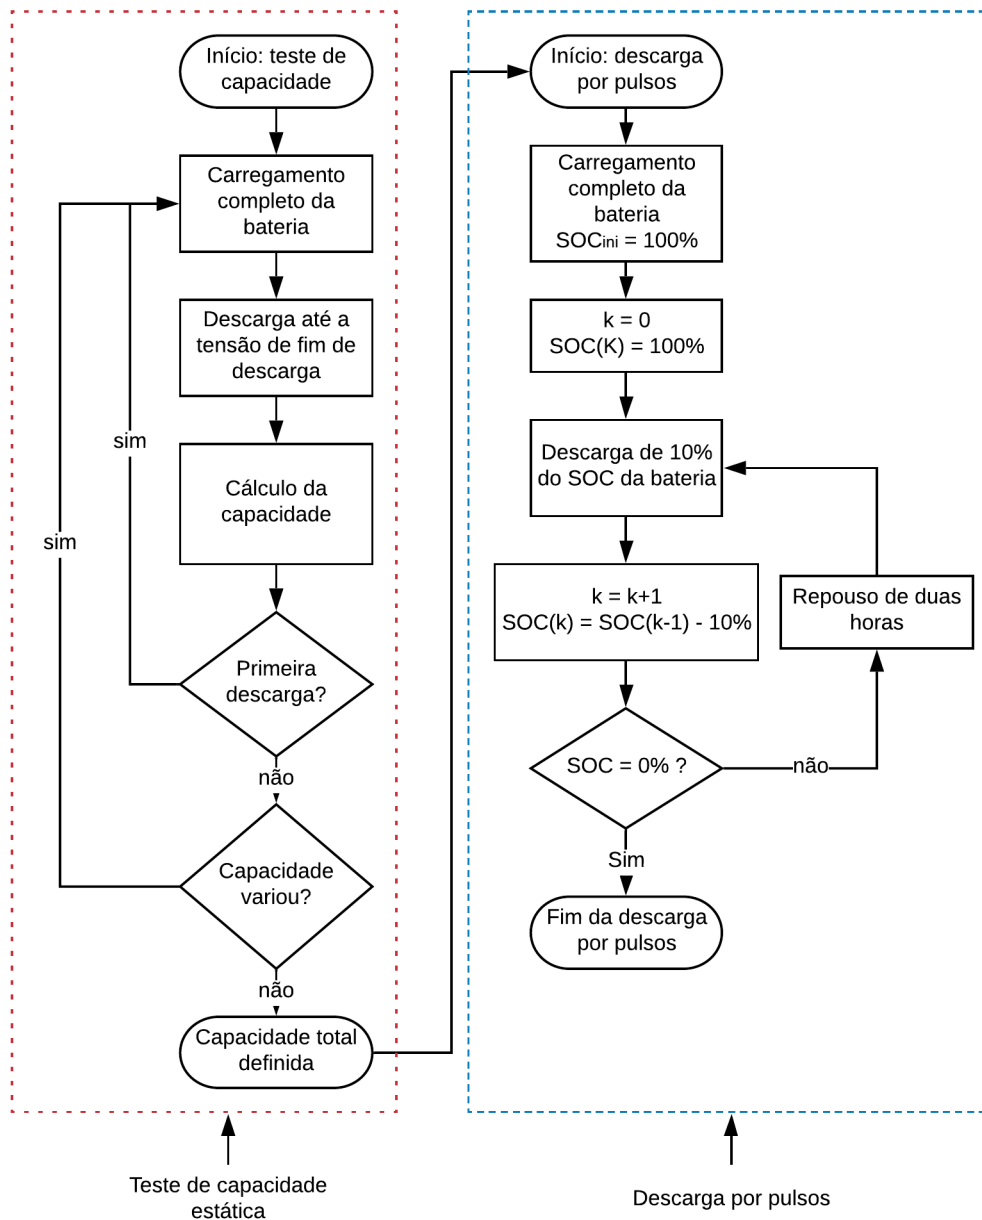 Início: teste de
capacidade
Carregamento
completo da
bateria
Descarga até a
tensão de fim de
descarga
Cálculo da
capacidade
sim
sim
Primeira
descarga?
não
Capacidade
variou?
não
Capacidade total
definida
Teste de capacidade
estática
Início: descarga
por pulsos
Carregamento
completo da
bateria
SOCini = 100%
k = 0
SOC(K) = 100%
Descarga de 10%
do SOC da bateria
k = k+1
SOC(k) = SOC(k-1) - 10%
Repouso de duas
horas
SOC = 0% ?
não
Sim
Fim da descarga
por pulsos
Descarga por pulsos